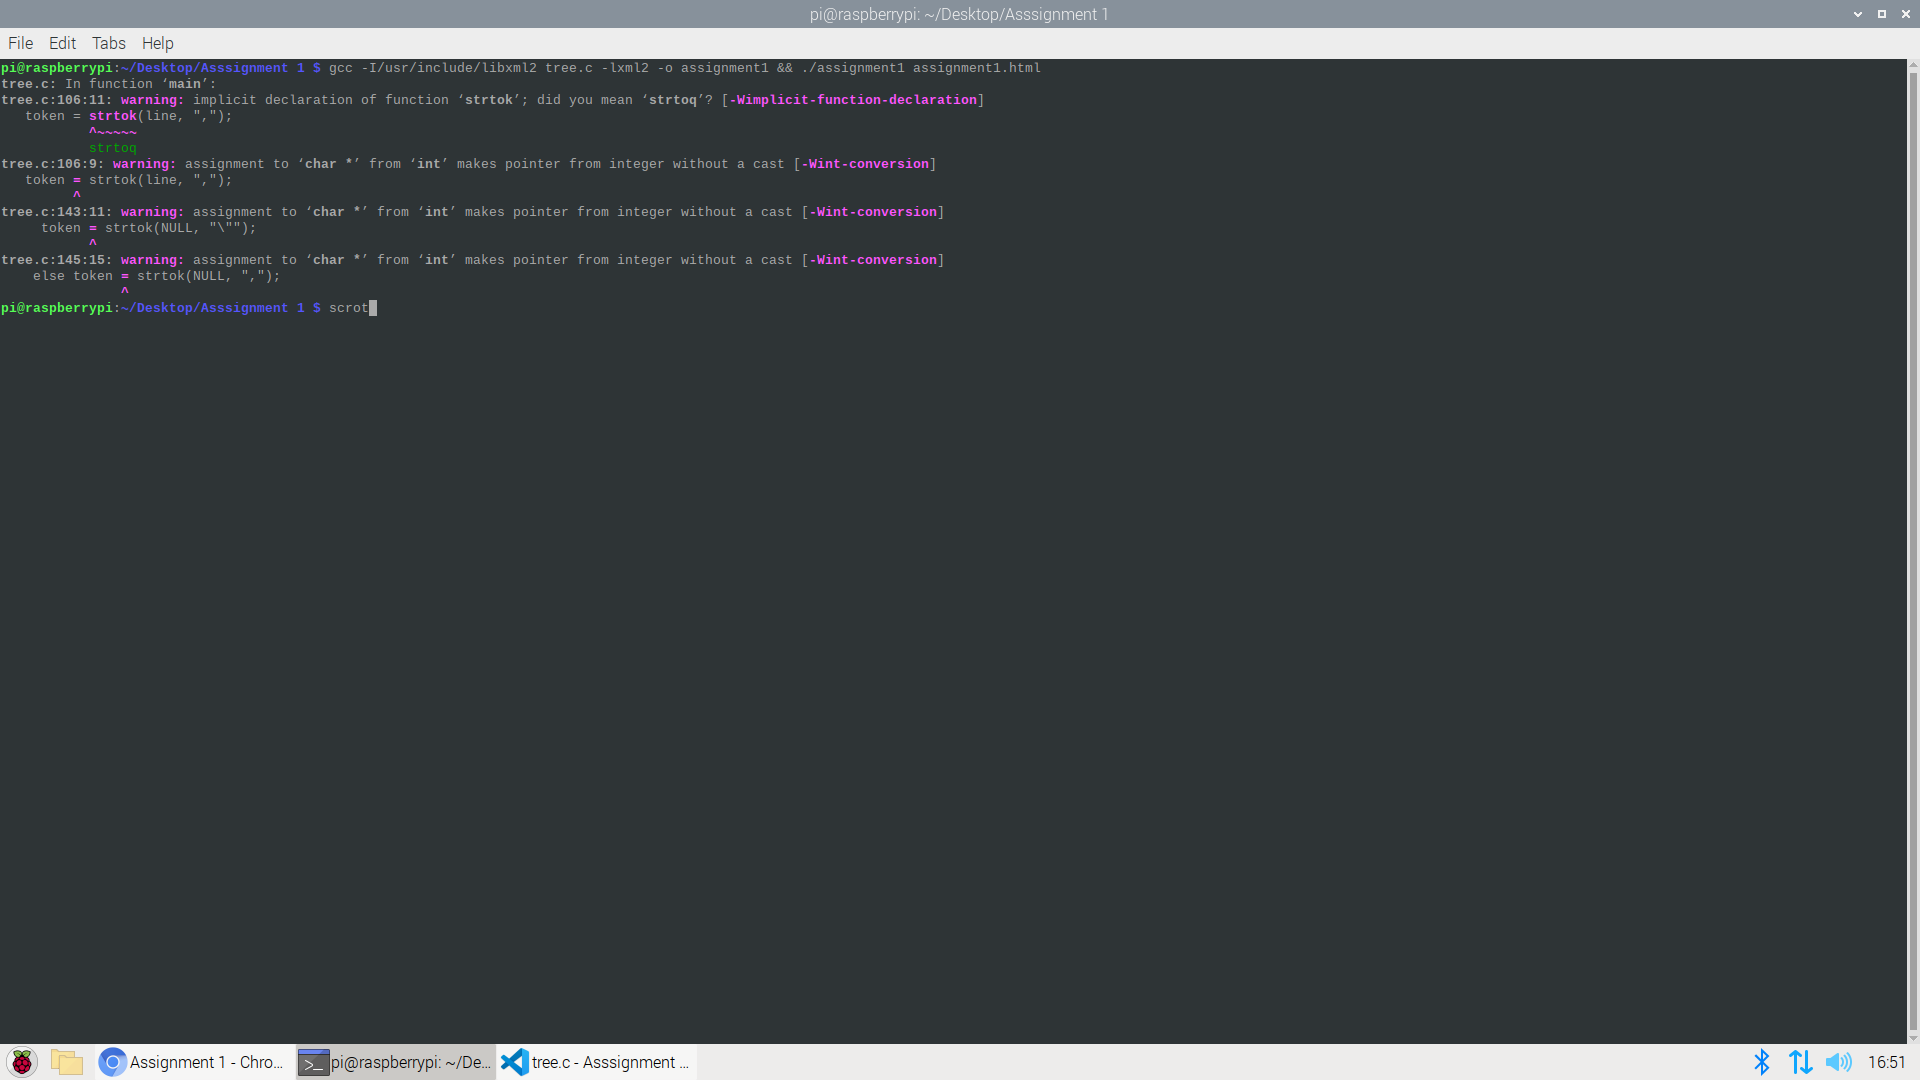 pi@raspberrypi: ~/Desktop/Asssignment 1
File Edit Tabs Help
pi@raspberrypi:~/Desktop/Asssignment 1 $ gcc -I/usr/include/libxml2 tree.c -lxml2 -o assignment1 && ./assignment1 assignment1.html
tree.c: In function ‘main’:
tree.c:106:11: warning: implicit declaration of function ‘strtok’; did you mean ‘strtoq’? [-Wimplicit-function-declaration]
   token = strtok(line, ",");
           ^~~~~~
           strtoq
tree.c:106:9: warning: assignment to ‘char *’ from ‘int’ makes pointer from integer without a cast [-Wint-conversion]
   token = strtok(line, ",");
         ^
tree.c:143:11: warning: assignment to ‘char *’ from ‘int’ makes pointer from integer without a cast [-Wint-conversion]
     token = strtok(NULL, "\"");
           ^
tree.c:145:15: warning: assignment to ‘char *’ from ‘int’ makes pointer from integer without a cast [-Wint-conversion]
    else token = strtok(NULL, ",");
               ^
pi@raspberrypi:~/Desktop/Asssignment 1 $ scrot
Assignment 1 - Chro... >_ pi@raspberrypi: ~/De... tree.c - Asssignment ... 16:51